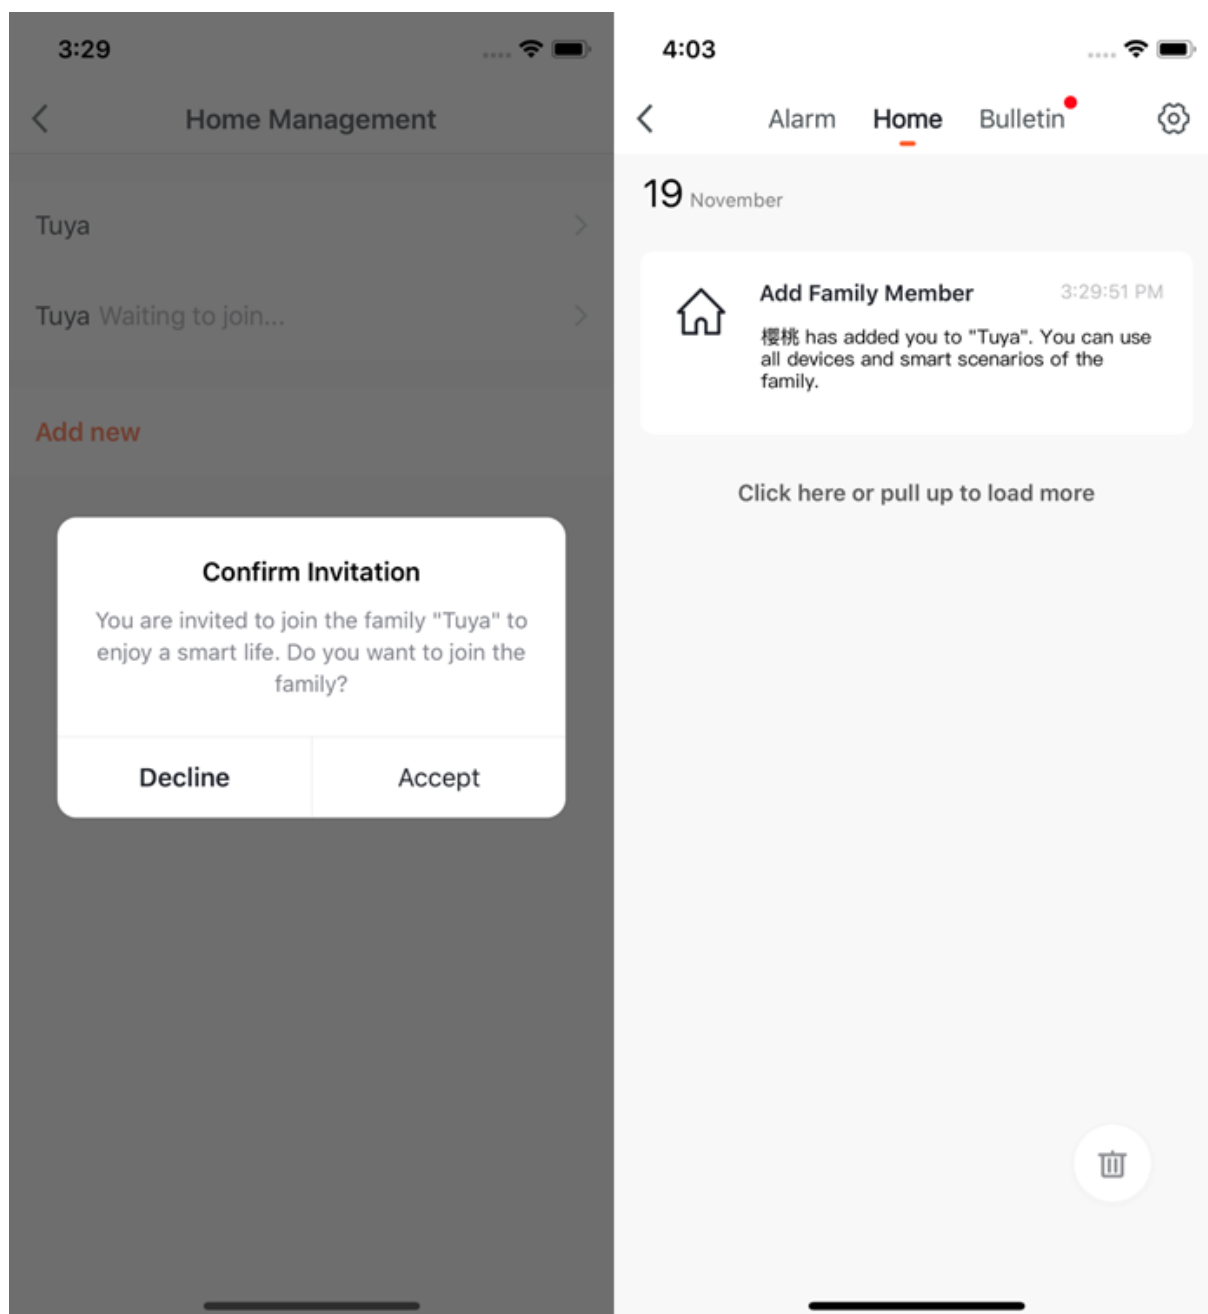 3:29
Home Management
Tuya
Tuya Waiting to join...
Add new
Confirm Invitation
You are invited to join the family "Tuya" to
enjoy a smart life. Do you want to join the
family?
Decline Accept
4:03
Alarm Home Bulletin
19 November
Add Family Member 3:29:51 PM
櫻桃 has added you to "Tuya". You can use
all devices and smart scenarios of the
family.
Click here or pull up to load more